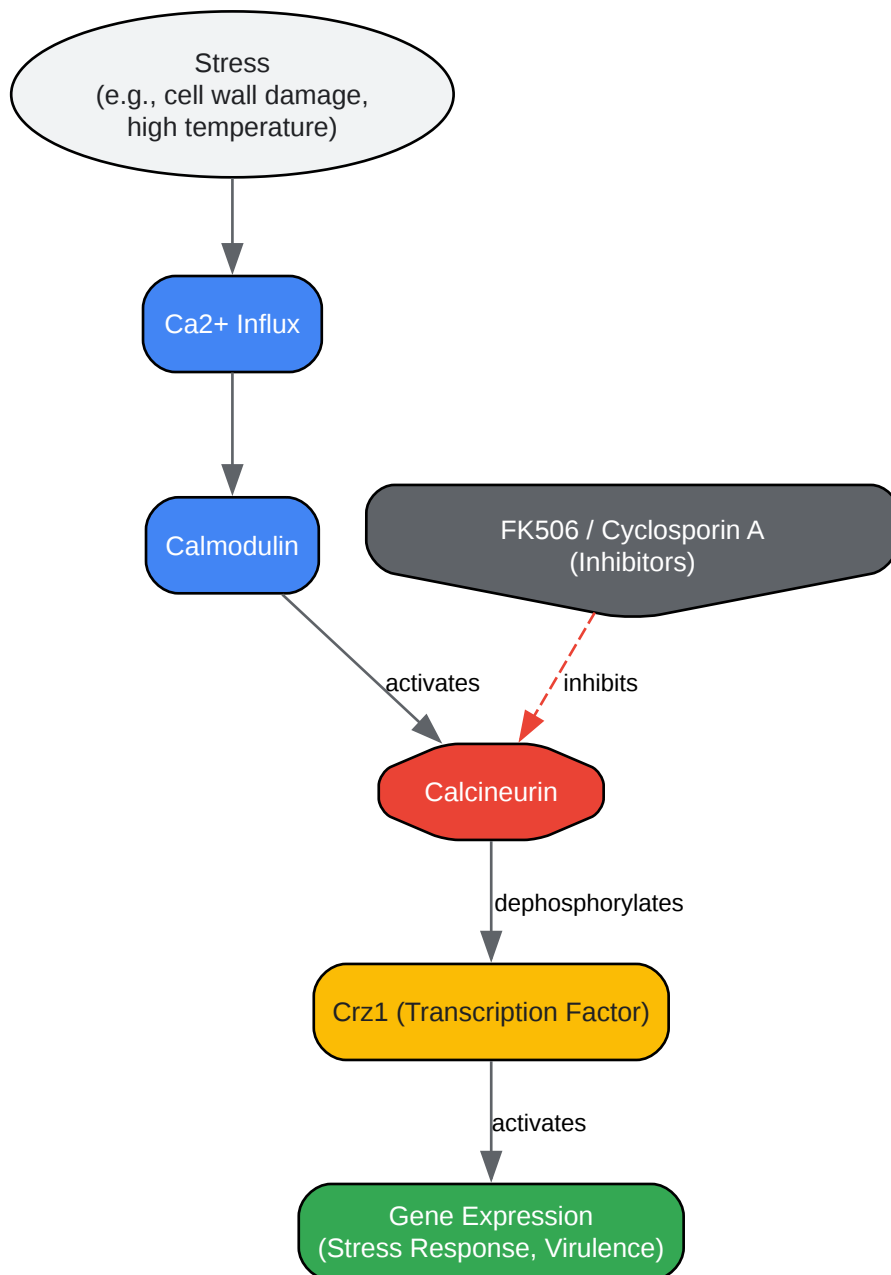 Stress
(e.g., cell wall damage,
high temperature)
Ca2+ Influx
Calmodulin
FK506 / Cyclosporin A
(Inhibitors)
activates
inhibits
Calcineurin
dephosphorylates
Crz1 (Transcription Factor)
activates
Gene Expression
(Stress Response, Virulence)